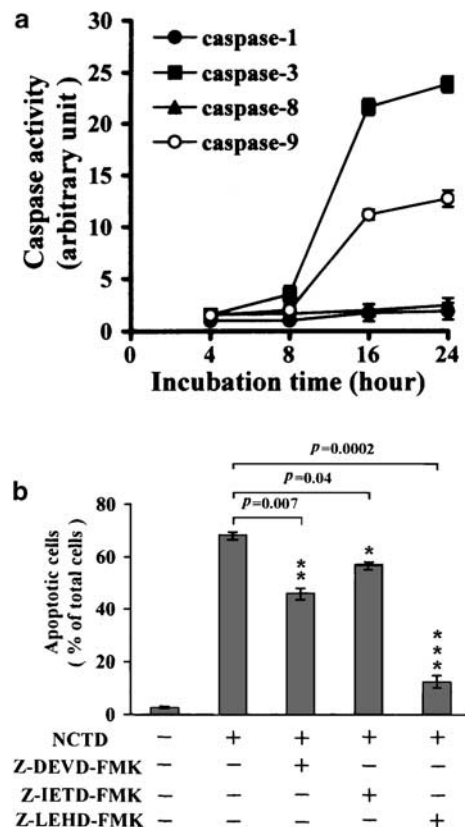 a
caspase-1
caspase-3
caspase-8
caspase-9
Caspase activity
(arbitrary unit)
30
25
20
15
10
5
0
0 4 8 16 24
Incubation time (hour)
b
p=0.0002
p=0.04
p=0.007
Apoptotic cells
( % of total cells)
80
60
40
20
0
** * ***
NCTD − + + + +
Z-DEVD-FMK − − + − −
Z-IETD-FMK − − − + −
Z-LEHD-FMK − − − − +